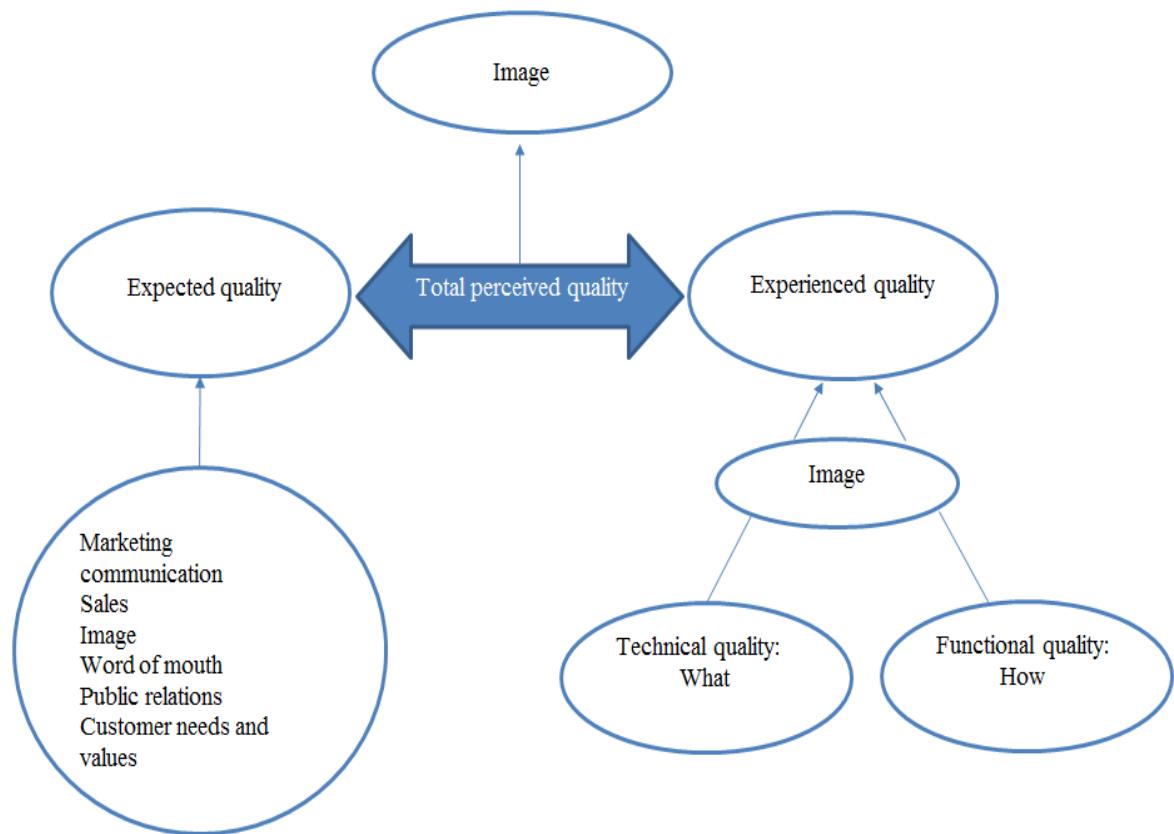 Image
Expected quality
Total perceived quality
Experienced quality
Image
Marketing
communication
Sales
Image
Word of mouth
Public relations
Customer needs and
values
Technical quality:
What
Functional quality:
How